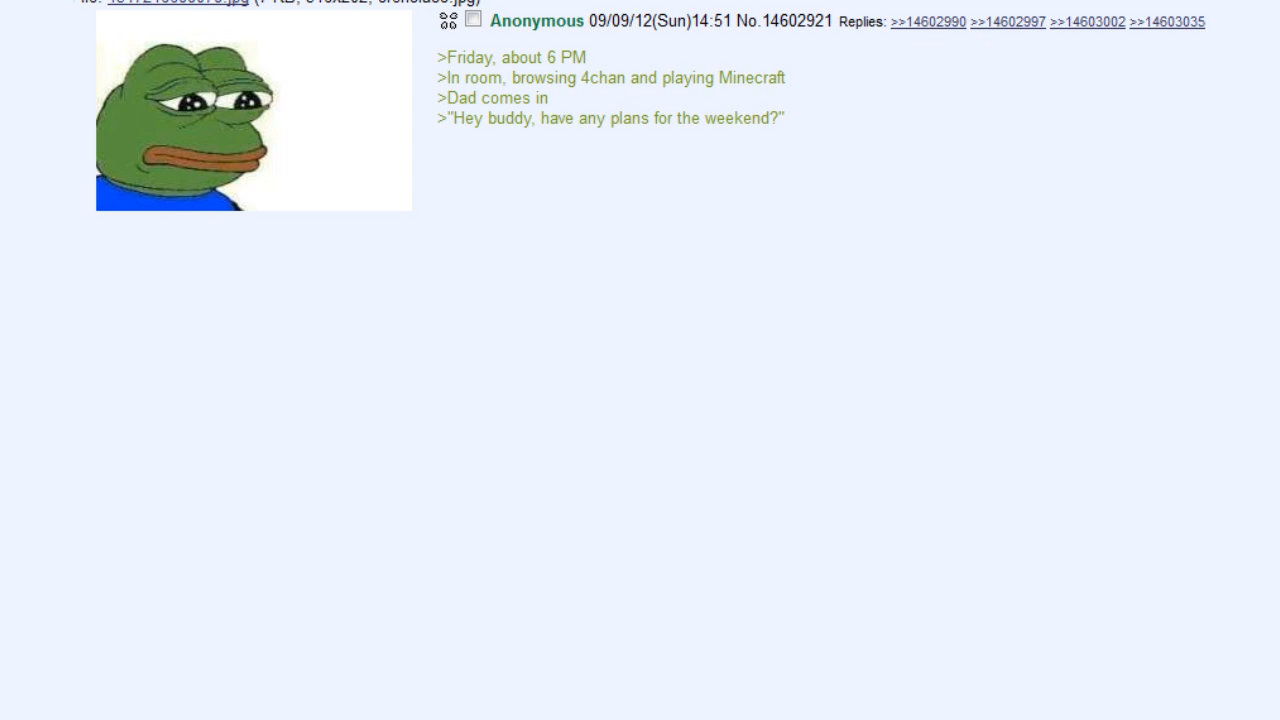 Anonymous 09/09/12(Sun)14:51 No.14602921 Replies: >>14602990 >>14602997 >>14603002 >>14603035
>Friday, about 6 PM
>In room, browsing 4chan and playing Minecraft
>Dad comes in
>"Hey buddy, have any plans for the weekend?"